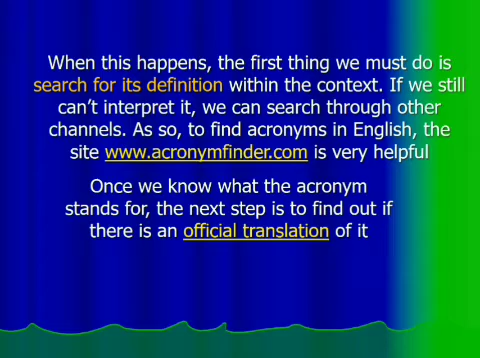 When this happens, the first thing we must do is
search for its definition within the context. If we still
can't interpret it, we can search through other
channels. As so, to find acronyms in English, the
site www.acronymfinder.com is very helpful
Once we know what the acronym
stands for, the next step is to find out if
there is an official translation of it